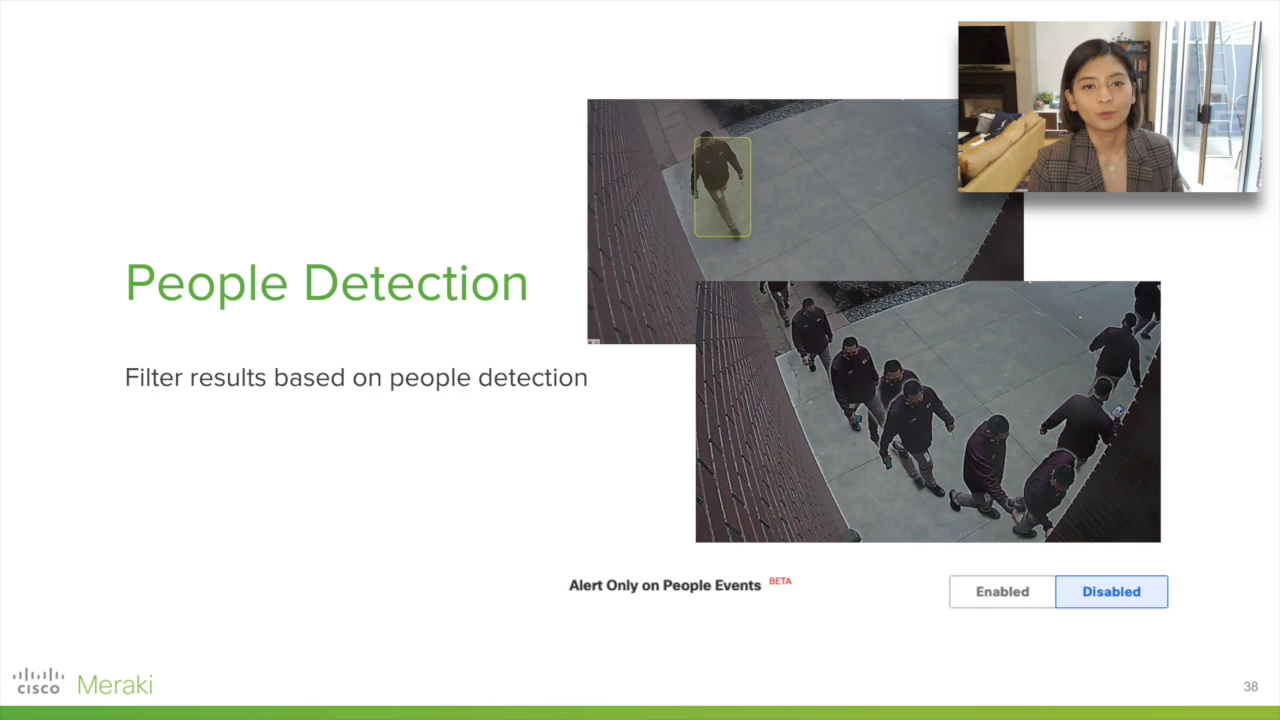 People Detection
Filter results based on people detection
Alert Only on People Events BETA
Enabled
Disabled
CISCO Meraki
38